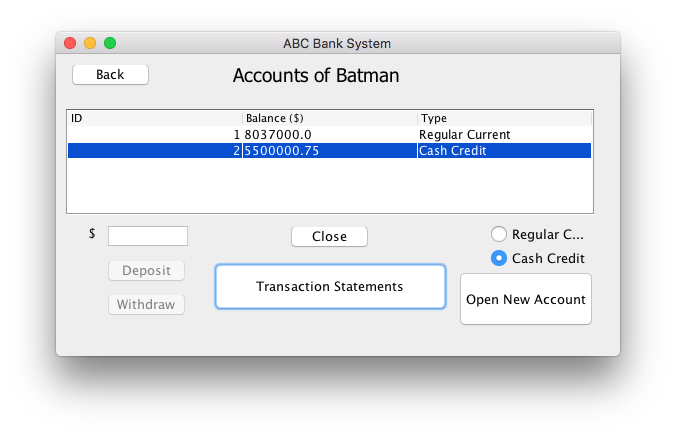 ABC Bank System
Back
Accounts of Batman
ID Balance ($) Type
1 8037000.0 Regular Current
2 5500000.75 Cash Credit
$
Close
Regular C...
Cash Credit
Deposit
Transaction Statements
Open New Account
Withdraw